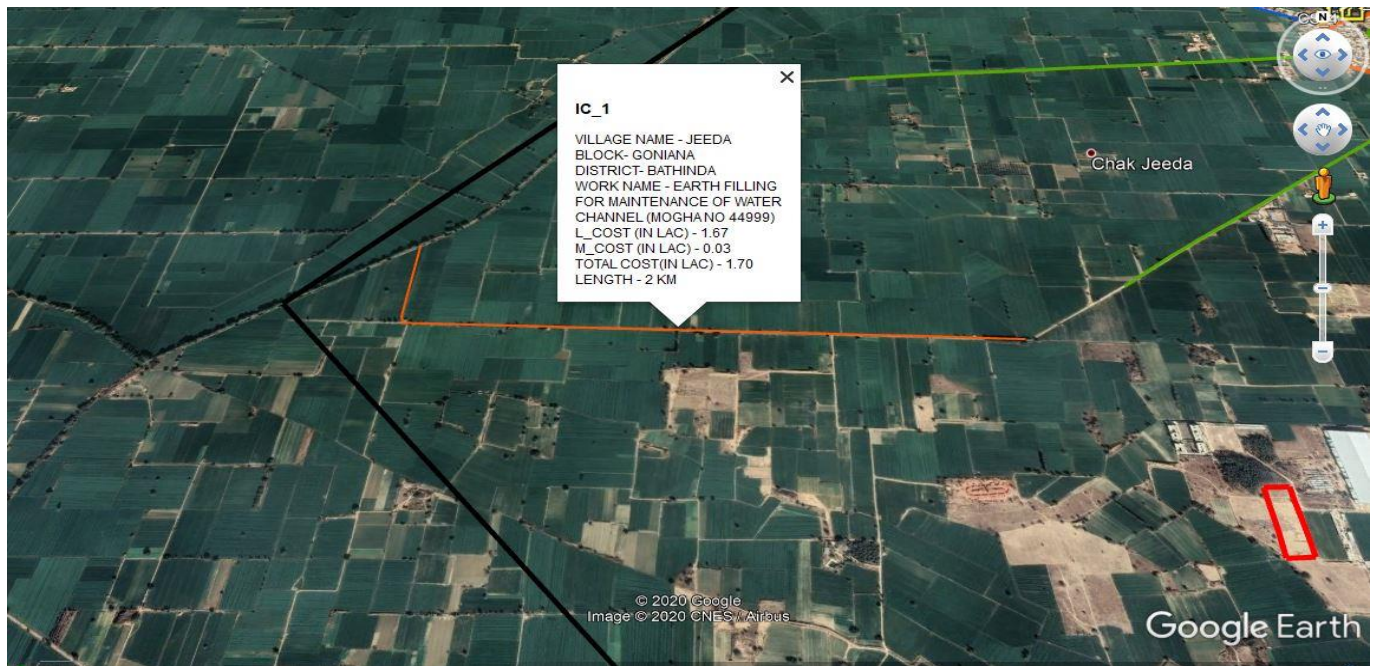 IC_1
VILLAGE NAME - JEEDA
BLOCK- GONIANA
DISTRICT- BATHINDA
WORK NAME - EARTH FILLING
FOR MAINTENANCE OF WATER
CHANNEL (MOGHA NO 44999)
L_COST (IN LAC) - 1.67
M_COST (IN LAC) - 0.03
TOTAL COST(IN LAC) - 1.70
LENGTH - 2 KM
N
Chak Jeeda
© 2020 Google
Image © 2020 CNES / Airbus
Google Earth